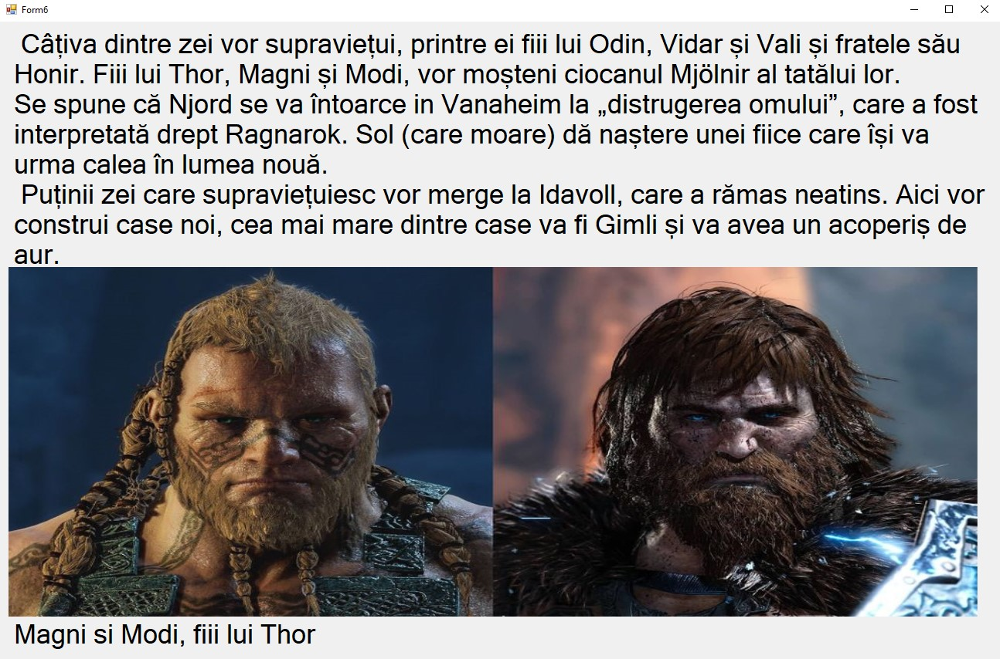 Form6
Câțiva dintre zei vor supraviețui, printre ei fiii lui Odin, Vidar și Vali și fratele său
Honir. Fiii lui Thor, Magni și Modi, vor moșteni ciocanul Mjölnir al tatălui lor.
Se spune că Njord se va întoarce in Vanaheim la „distrugerea omului”, care a fost
interpretată drept Ragnarok. Sol (care moare) dă naștere unei fiice care își va
urma calea în lumea nouă.
Puținii zei care supraviețuiesc vor merge la Idavoll, care a rămas neatins. Aici vor
construi case noi, cea mai mare dintre case va fi Gimli și va avea un acoperiș de
aur.
Magni si Modi, fiii lui Thor